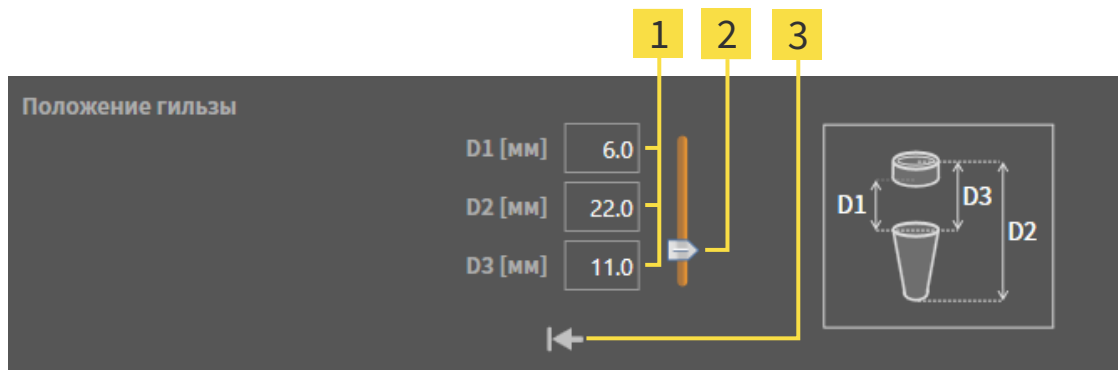 1 2 3
Положение гильзы
D1 [мм] 6.0
D2 [мм] 22.0
D3 [мм] 11.0
D1
D3
D2